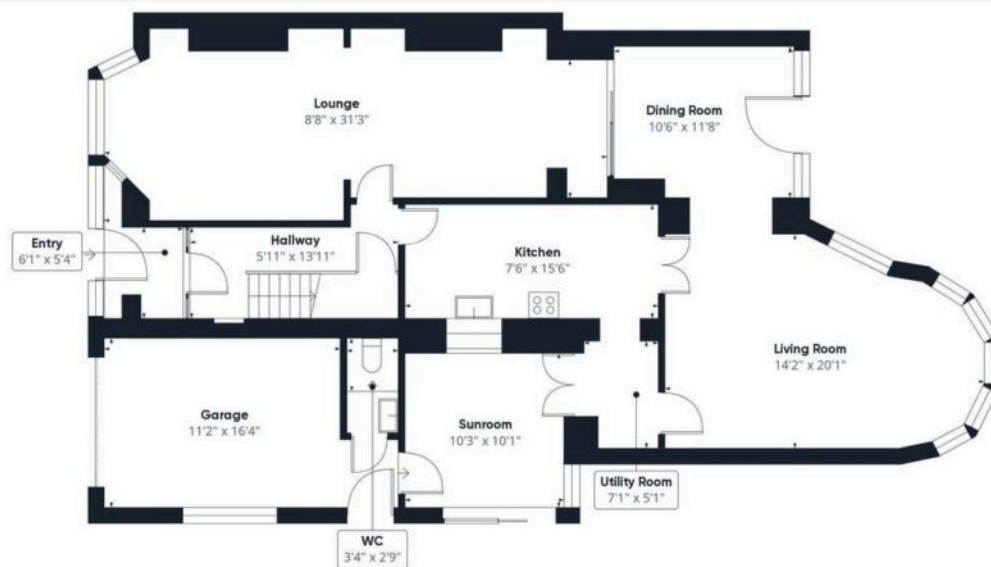 Lounge
8'8" x 31'3"
Dining Room
10'6" x 11'8"
Entry
6'1" x 5'4"
Hallway
5'11" x 13'11"
Kitchen
7'6" x 15'6"
Living Room
14'2" x 20'1"
Garage
11'2" x 16'4"
Sunroom
10'3" x 10'1"
Utility Room
7'1" x 5'1"
WC
3'4" x 2'9"